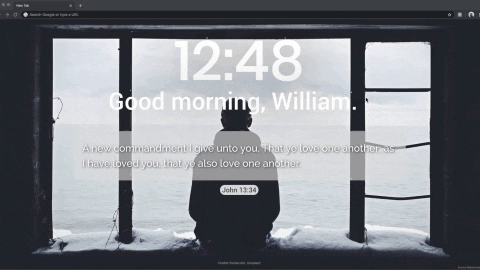 New Tab
Search Google or type a URL
12:48
Good morning, William.
A new commandment I give unto you, That ye love one another; as
I have loved you, that ye also love one another.
John 13:34